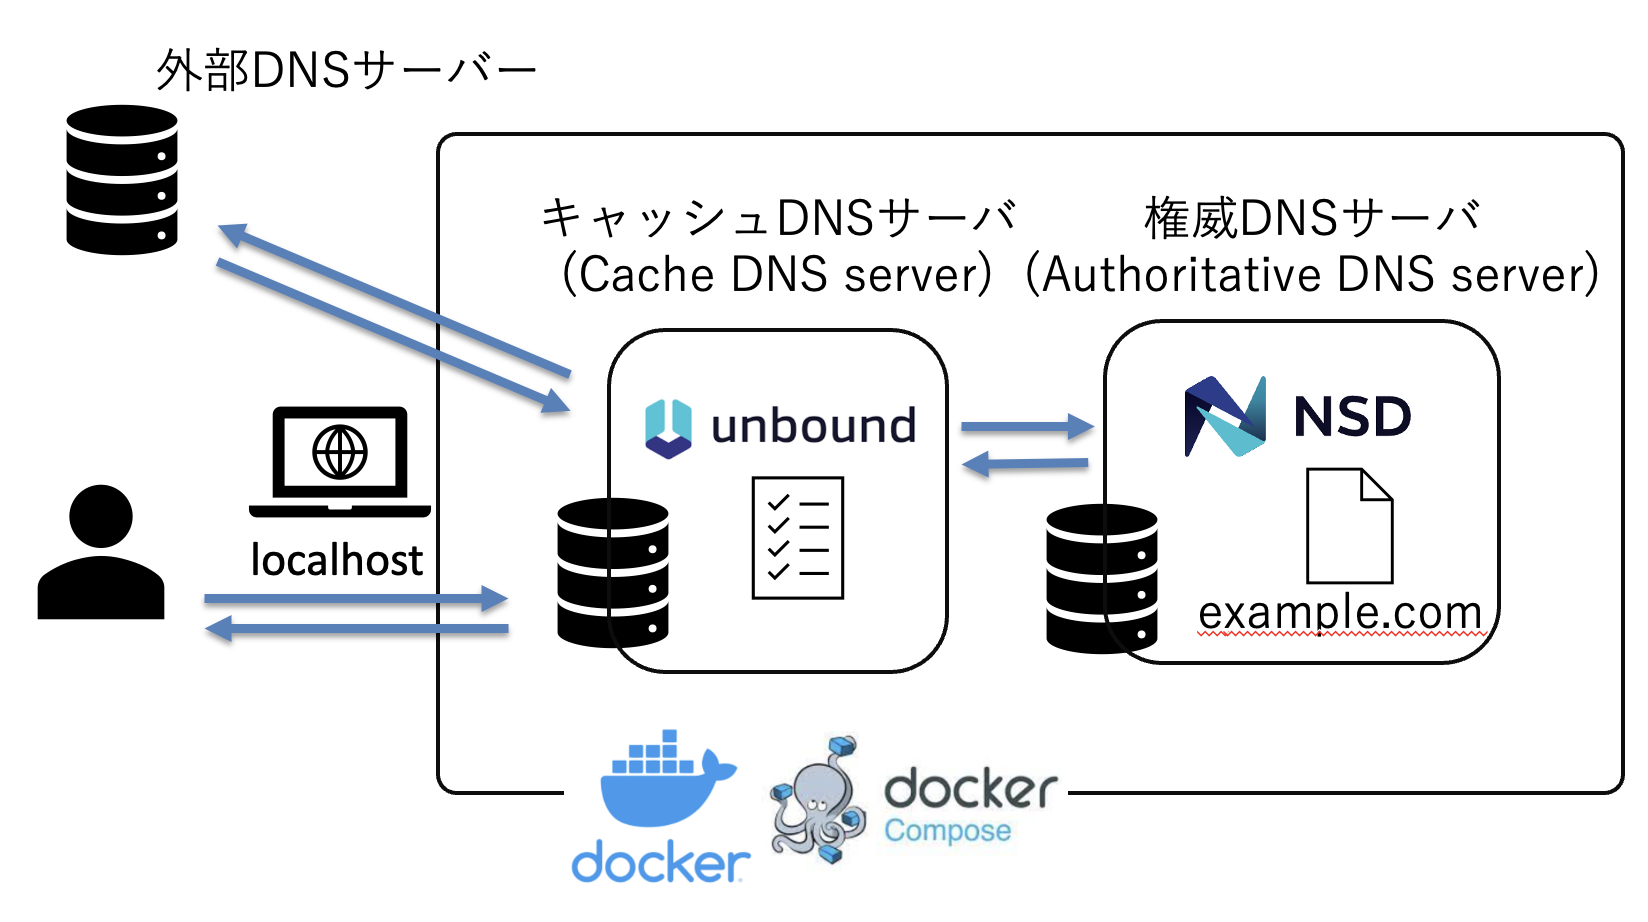 外部DNSサーバー
キャッシュDNSサーバ
（Cache DNS server）
権威DNSサーバ
（Authoritative DNS server）
unbound
NSD
localhost
example.com
docker
docker
Compose